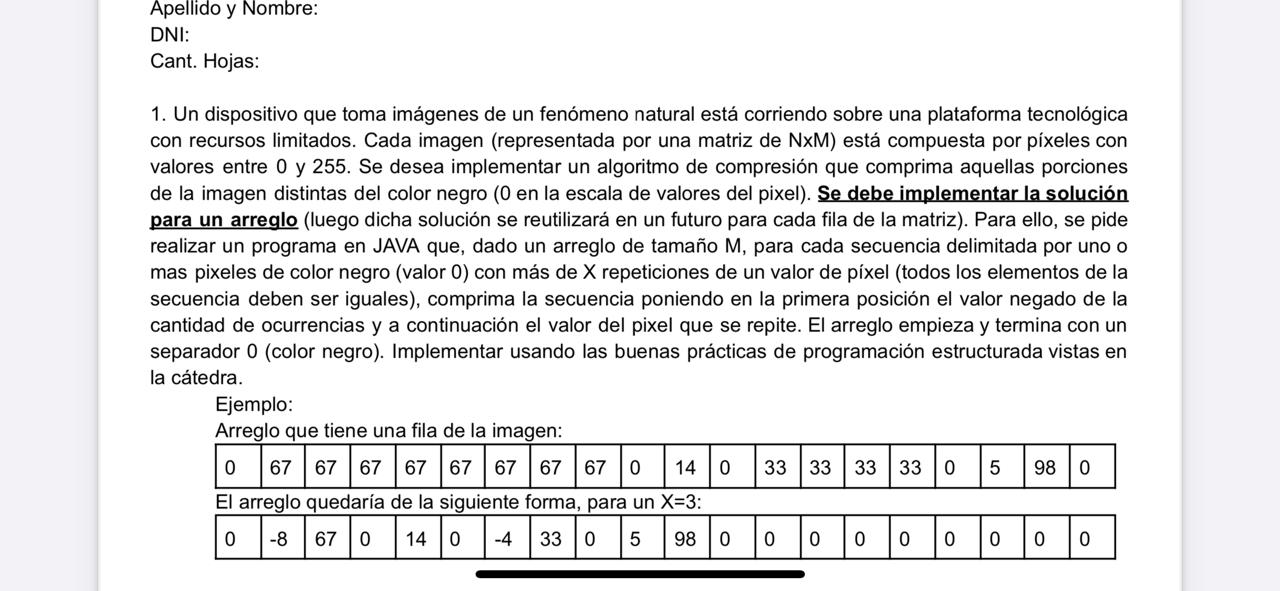 Apellido y Nombre:
DNI:
Cant. Hojas:
1. Un dispositivo que toma imágenes de un fenómeno natural está corriendo sobre una plataforma tecnológica
con recursos limitados. Cada imagen (representada por una matriz de NxM) está compuesta por píxeles con
valores entre 0 y 255. Se desea implementar un algoritmo de compresión que comprima aquellas porciones
de la imagen distintas del color negro (0 en la escala de valores del pixel). Se debe implementar la solución
para un arreglo (luego dicha solución se reutilizará en un futuro para cada fila de la matriz). Para ello, se pide
realizar un programa en JAVA que, dado un arreglo de tamaño M, para cada secuencia delimitada por uno o
mas pixeles de color negro (valor 0) con más de X repeticiones de un valor de píxel (todos los elementos de la
secuencia deben ser iguales), comprima la secuencia poniendo en la primera posición el valor negado de la
cantidad de ocurrencias y a continuación el valor del pixel que se repite. El arreglo empieza y termina con un
separador 0 (color negro). Implementar usando las buenas prácticas de programación estructurada vistas en
la cátedra.
Ejemplo:
Arreglo que tiene una fila de la imagen:
0 67 67 67 67 67 67 67 67 0 14 0 33 33 33 33 0 5 98 0
El arreglo quedaría de la siguiente forma, para un X=3:
0 -8 67 0 14 0 -4 33 0 5 98 0 0 0 0 0 0 0 0 0